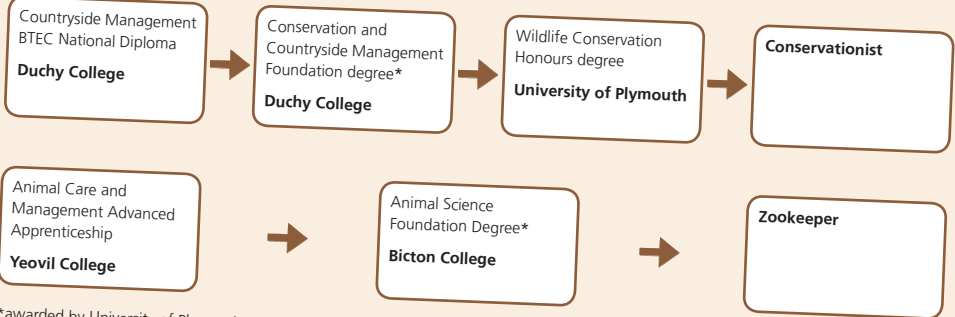 Countryside Management
BTEC National Diploma
Duchy College
Conservation and
Countryside Management
Foundation degree*
Duchy College
Wildlife Conservation
Honours degree
University of Plymouth
Conservationist
Animal Care and
Management Advanced
Apprenticeship
Yeovil College
Animal Science
Foundation Degree*
Bicton College
Zookeeper
*awarded by University of